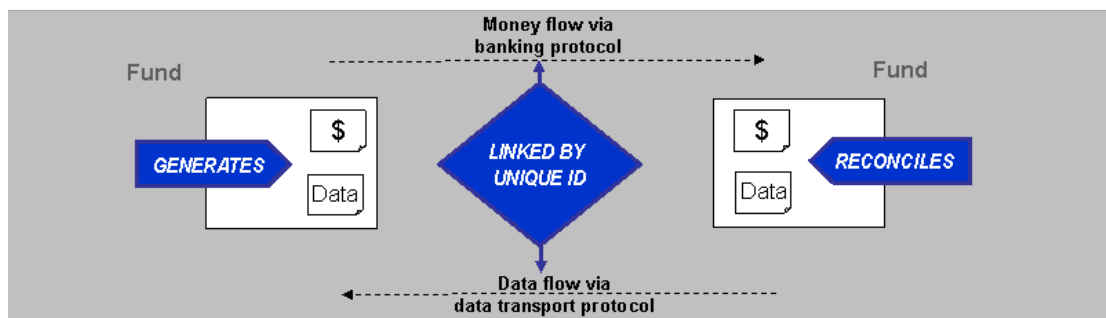 Money flow via
banking protocol
Fund
Fund
$
$
GENERATES
LINKED BY
UNIQUE ID
RECONCILES
Data
Data
Data flow via
data transport protocol